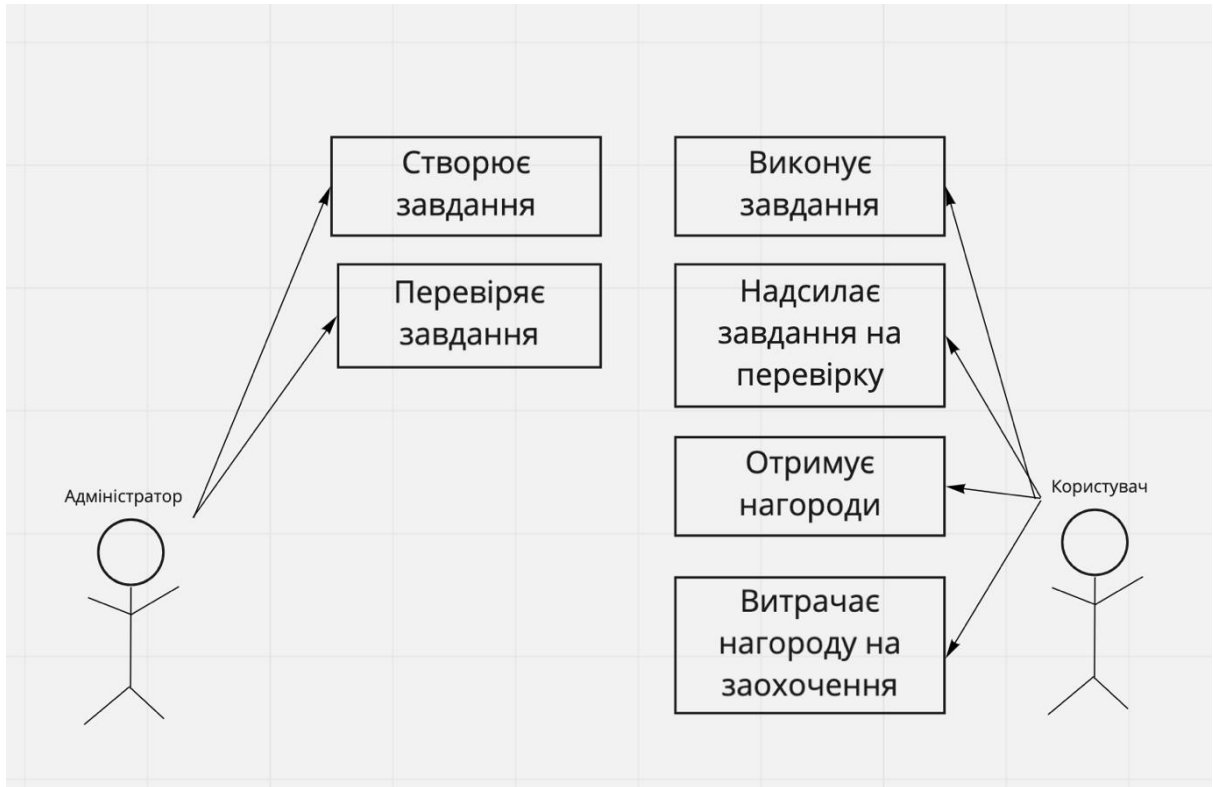 Створює
завдання
Виконує
завдання
Перевіряє
завдання
Надсилає
завдання на
перевірку
Отримує
нагороди
Адміністратор
Користувач
Витрачає
нагороду на
заохочення